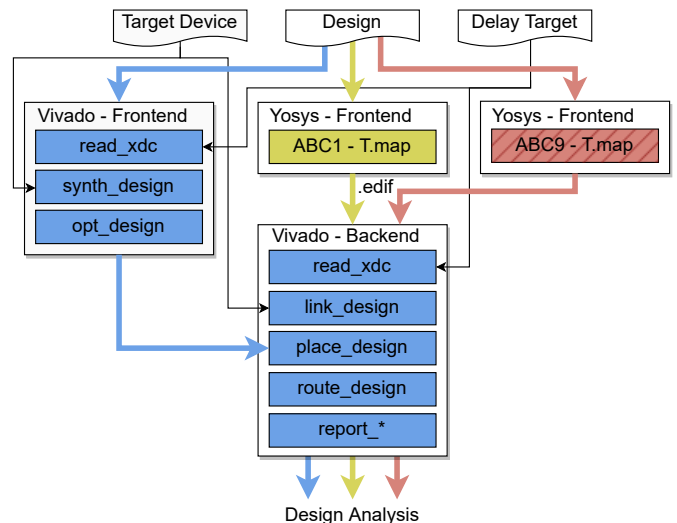 Target Device
Design
Delay Target
Vivado - Frontend
read_xdc
synth_design
opt_design
Yosys - Frontend
ABC1 - T.map
Yosys - Frontend
ABC9 - T.map
.edif
Vivado - Backend
read_xdc
link_design
place_design
route_design
report_*
Design Analysis